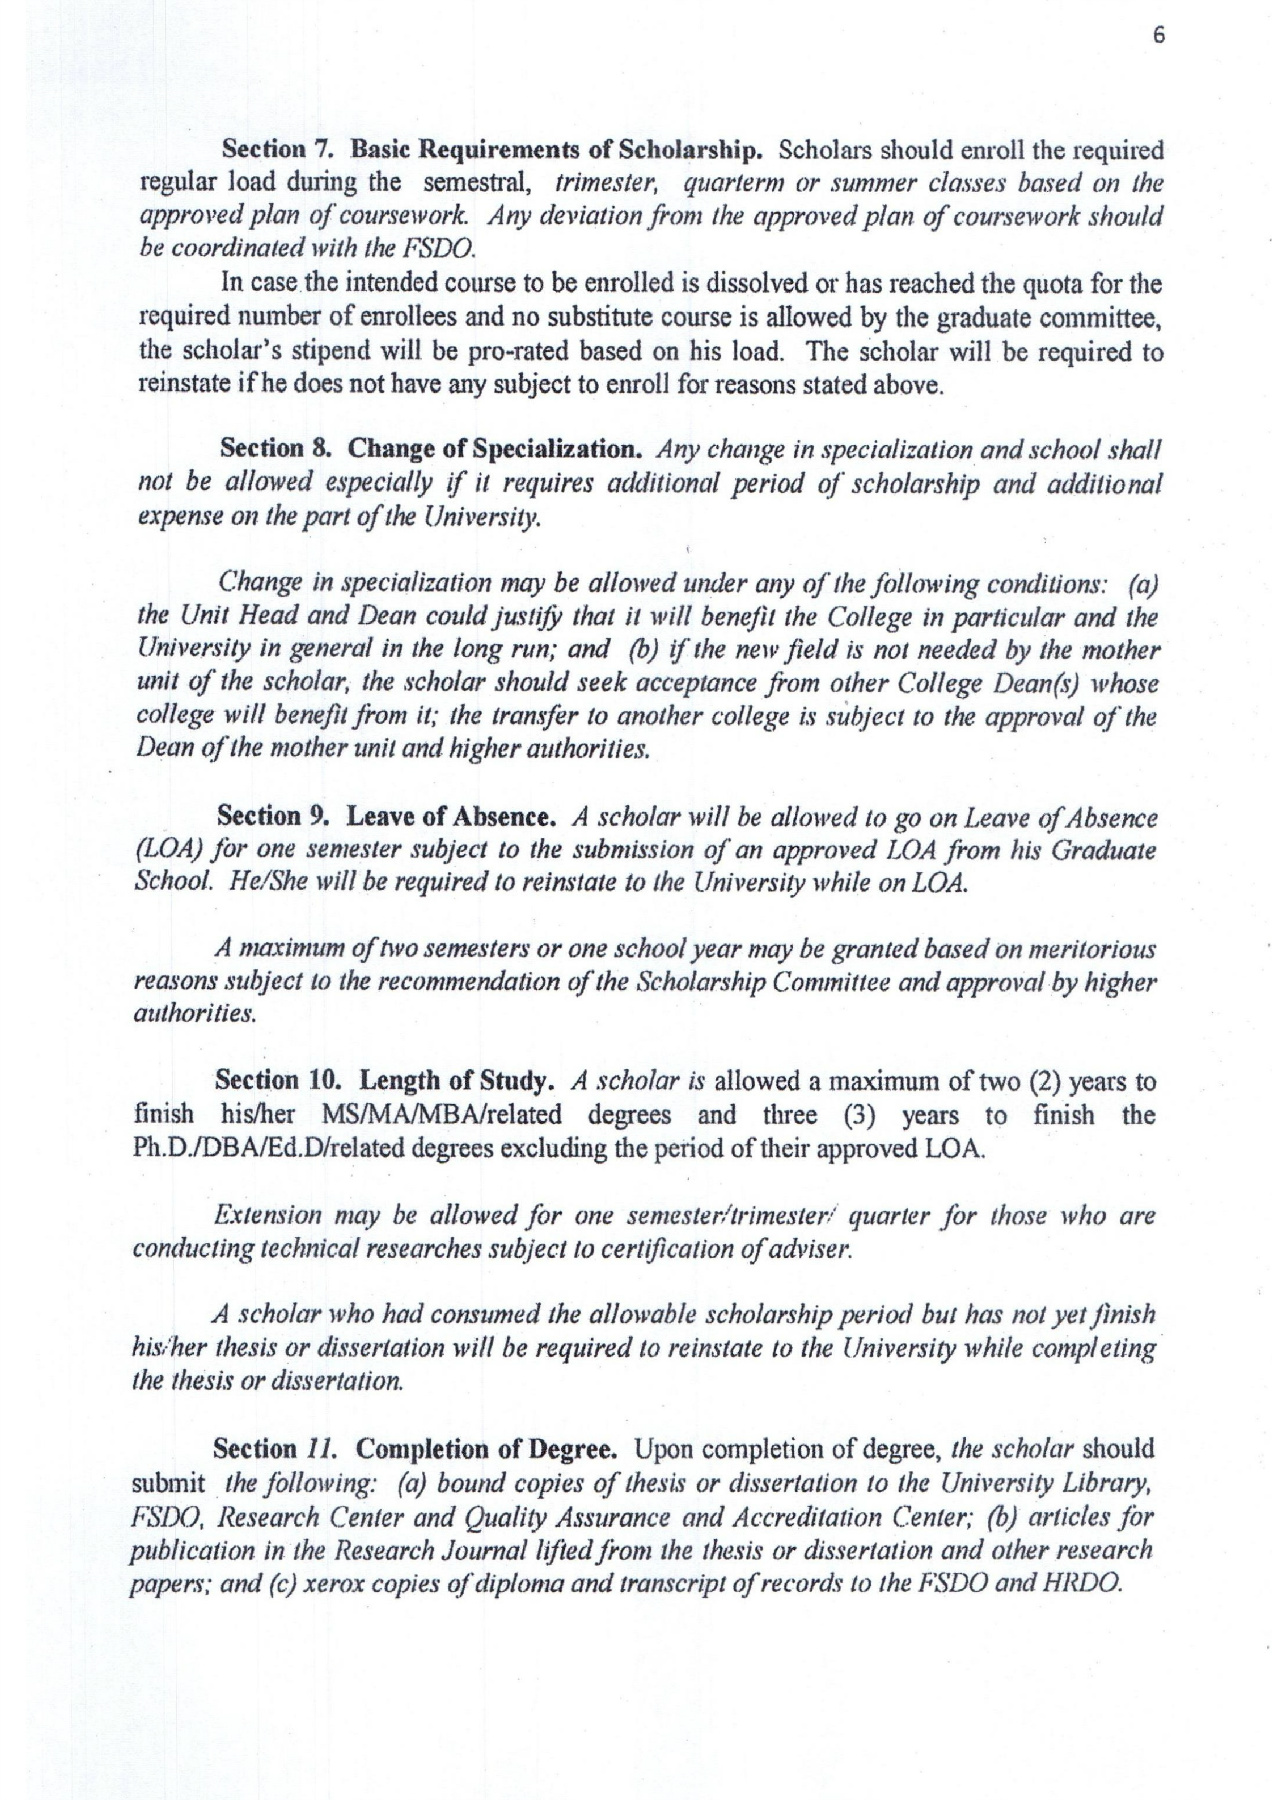 6
Section 7. Basic Requirements of Scholarship. Scholars should enroll the required
regular load during the semestral, trimester, quarterm or summer classes based on the
approved plan of coursework. Any deviation from the approved plan of coursework should
be coordinated with the FSDO.
In case the intended course to be enrolled is dissolved or has reached the quota for the
required number of enrollees and no substitute course is allowed by the graduate committee,
the scholar's stipend will be pro-rated based on his load. The scholar will be required to
reinstate if he does not have any subject to enroll for reasons stated above.
Section 8. Change of Specialization. Any change in specialization and school shall
not be allowed especially if it requires additional period of scholarship and additional
expense on the part of the University.
Change in specialization may be allowed under any of the following conditions: (a)
the Unit Head and Dean could justify that it will benefit the College in particular and the
University in general in the long run; and (b) if the new field is not needed by the mother
unit of the scholar, the scholar should seek acceptance from other College Dean(s) whose
college will benefit from it; the transfer to another college is subject to the approval of the
Dean of the mother unit and higher authorities.
Section 9. Leave of Absence. A scholar will be allowed to go on Leave of Absence
(LOA) for one semester subject to the submission of an approved LOA from his Graduate
School. He/She will be required to reinstate to the University while on LOA.
A maximum of two semesters or one school year may be granted based on meritorious
reasons subject to the recommendation of the Scholarship Committee and approval by higher
authorities.
Section 10. Length of Study. A scholar is allowed a maximum of two (2) years to
finish his/her MS/MA/MBA/related degrees and three (3) years to finish the
Ph.D./DBA/Ed.D/related degrees excluding the period of their approved LOA.
Extension may be allowed for one semester/trimester/ quarter for those who are
conducting technical researches subject to certification of adviser.
A scholar who had consumed the allowable scholarship period but has not yet finish
his/her thesis or dissertation will be required to reinstate to the University while completing
the thesis or dissertation.
Section 11. Completion of Degree. Upon completion of degree, the scholar should
submit the following: (a) bound copies of thesis or dissertation to the University Library,
FSDO, Research Center and Quality Assurance and Accreditation Center; (b) articles for
publication in the Research Journal lifted from the thesis or dissertation and other research
papers; and (c) xerox copies of diploma and transcript of records to the FSDO and HRDO.